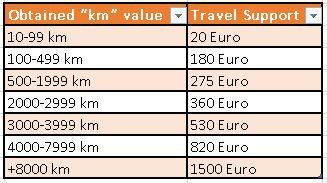 Obtained “km” value Travel Support
10-99 km 20 Euro
100-499 km 180 Euro
500-1999 km 275 Euro
2000-2999 km 360 Euro
3000-3999 km 530 Euro
4000-7999 km 820 Euro
+8000 km 1500 Euro